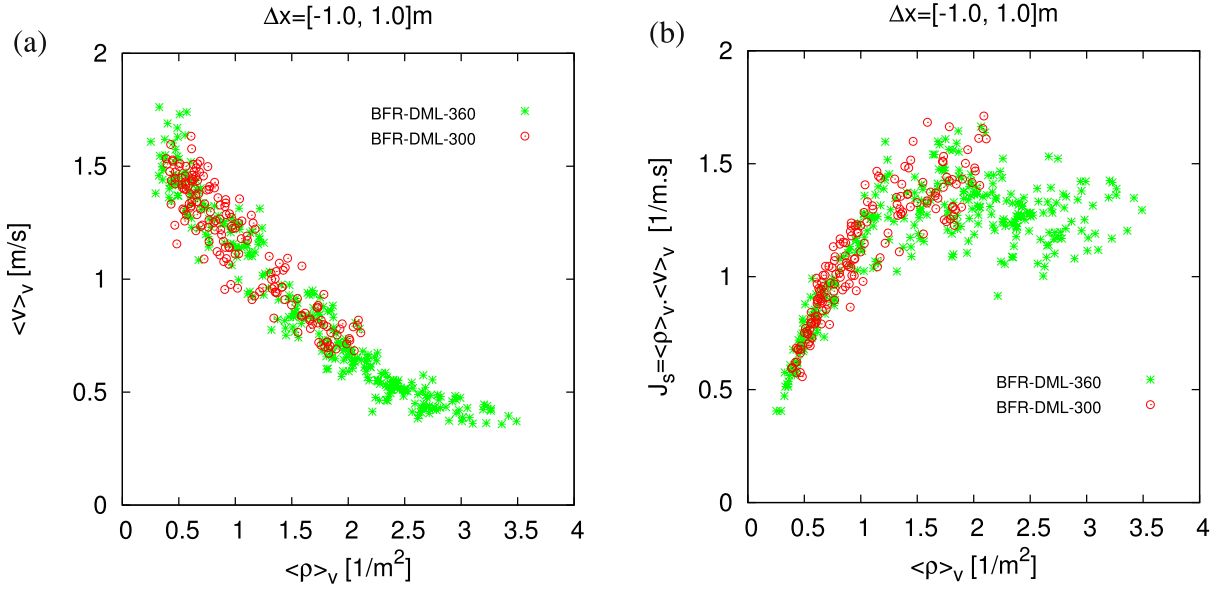 (a)
Δx=[-1.0, 1.0]m
2
1.5
1
0.5
0
<v>v [m/s]
BFR-DML-360
BFR-DML-300
0 0.5 1 1.5 2 2.5 3 3.5 4
<ρ>v [1/m2]
(b)
Δx=[-1.0, 1.0]m
2
1.5
1
0.5
0
Js=<ρ>v.<v>v [1/m.s]
BFR-DML-360
BFR-DML-300
0 0.5 1 1.5 2 2.5 3 3.5 4
<ρ>v [1/m2]